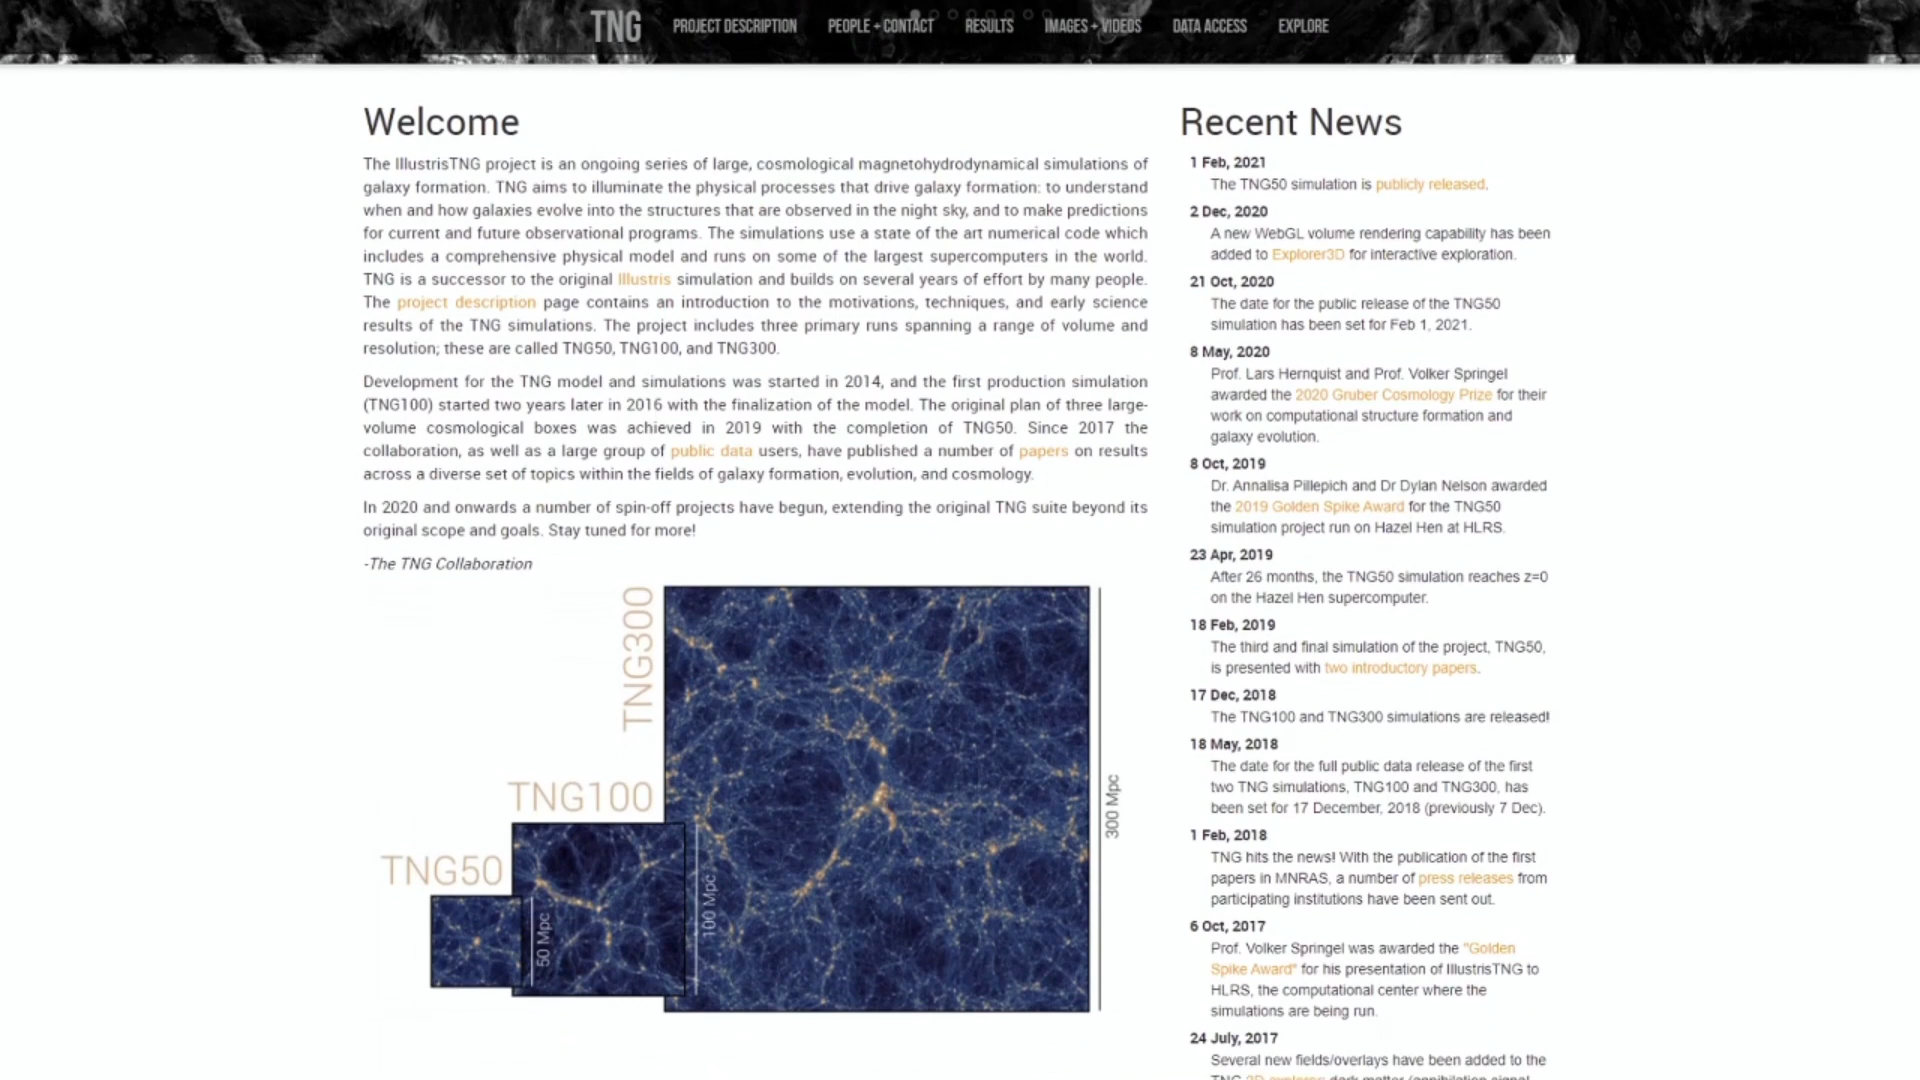 TNG PROJECT DESCRIPTION PEOPLE + CONTACT RESULTS IMAGES + VIDEOS DATA ACCESS EXPLORE
Welcome
The IllustrisTNG project is an ongoing series of large, cosmological magnetohydrodynamical simulations of
galaxy formation. TNG aims to illuminate the physical processes that drive galaxy formation: to understand
when and how galaxies evolve into the structures that are observed in the night sky, and to make predictions
for current and future observational programs. The simulations use a state of the art numerical code which
includes a comprehensive physical model and runs on some of the largest supercomputers in the world.
TNG is a successor to the original Illustris simulation and builds on several years of effort by many people.
The project description page contains an introduction to the motivations, techniques, and early science
results of the TNG simulations. The project includes three primary runs spanning a range of volume and
resolution; these are called TNG50, TNG100, and TNG300.
Development for the TNG model and simulations was started in 2014, and the first production simulation
(TNG100) started two years later in 2016 with the finalization of the model. The original plan of three large-
volume cosmological boxes was achieved in 2019 with the completion of TNG50. Since 2017 the
collaboration, as well as a large group of public data users, have published a number of papers on results
across a diverse set of topics within the fields of galaxy formation, evolution, and cosmology.
In 2020 and onwards a number of spin-off projects have begun, extending the original TNG suite beyond its
original scope and goals. Stay tuned for more!
-The TNG Collaboration
TNG300
TNG100
TNG50
50 Mpc
100 Mpc
300 Mpc
Recent News
1 Feb, 2021
The TNG50 simulation is publicly released.
2 Dec, 2020
A new WebGL volume rendering capability has been
added to Explorer3D for interactive exploration.
21 Oct, 2020
The date for the public release of the TNG50
simulation has been set for Feb 1, 2021.
8 May, 2020
Prof. Lars Hernquist and Prof. Volker Springel
awarded the 2020 Gruber Cosmology Prize for their
work on computational structure formation and
galaxy evolution.
8 Oct, 2019
Dr. Annalisa Pillepich and Dr Dylan Nelson awarded
the 2019 Golden Spike Award for the TNG50
simulation project run on Hazel Hen at HLRS.
23 Apr, 2019
After 26 months, the TNG50 simulation reaches z=0
on the Hazel Hen supercomputer.
18 Feb, 2019
The third and final simulation of the project, TNG50,
is presented with two introductory papers.
17 Dec, 2018
The TNG100 and TNG300 simulations are released!
18 May, 2018
The date for the full public data release of the first
two TNG simulations, TNG100 and TNG300, has
been set for 17 December, 2018 (previously 7 Dec).
1 Feb, 2018
TNG hits the news! With the publication of the first
papers in MNRAS, a number of press releases from
participating institutions have been sent out.
6 Oct, 2017
Prof. Volker Springel was awarded the "Golden
Spike Award" for his presentation of IllustrisTNG to
HLRS, the computational center where the
simulations are being run.
24 July, 2017
Several new fields/overlays have been added to the